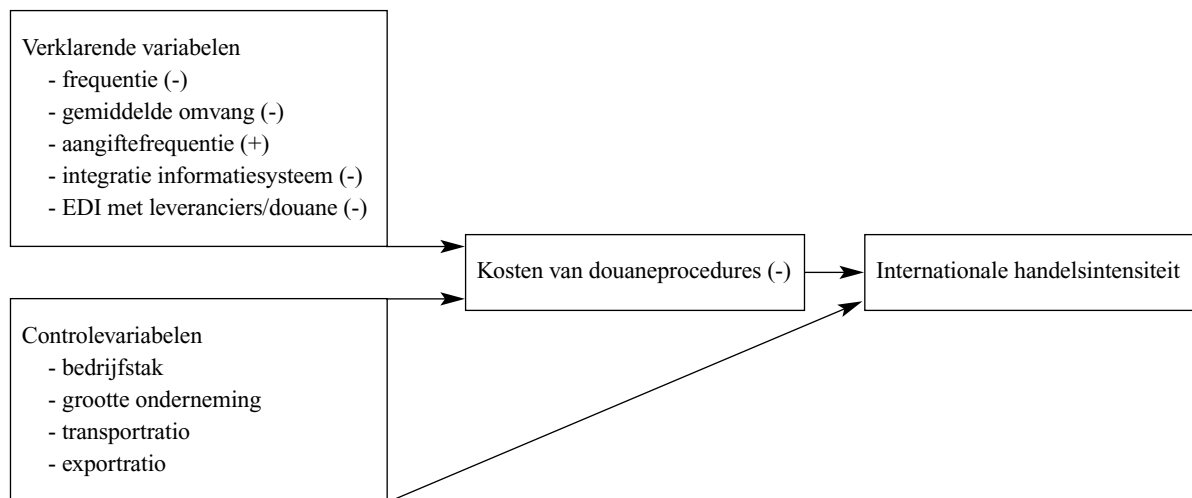 Verklarende variabelen
- frequentie (-)
- gemiddelde omvang (-)
- aangiftefrequentie (+)
- integratie informatiesysteem (-)
- EDI met leveranciers/douane (-)
Kosten van douaneprocedures (-)
Internationale handelsintensiteit
Controlevariabelen
- bedrijfstak
- grootte onderneming
- transportratio
- exportratio